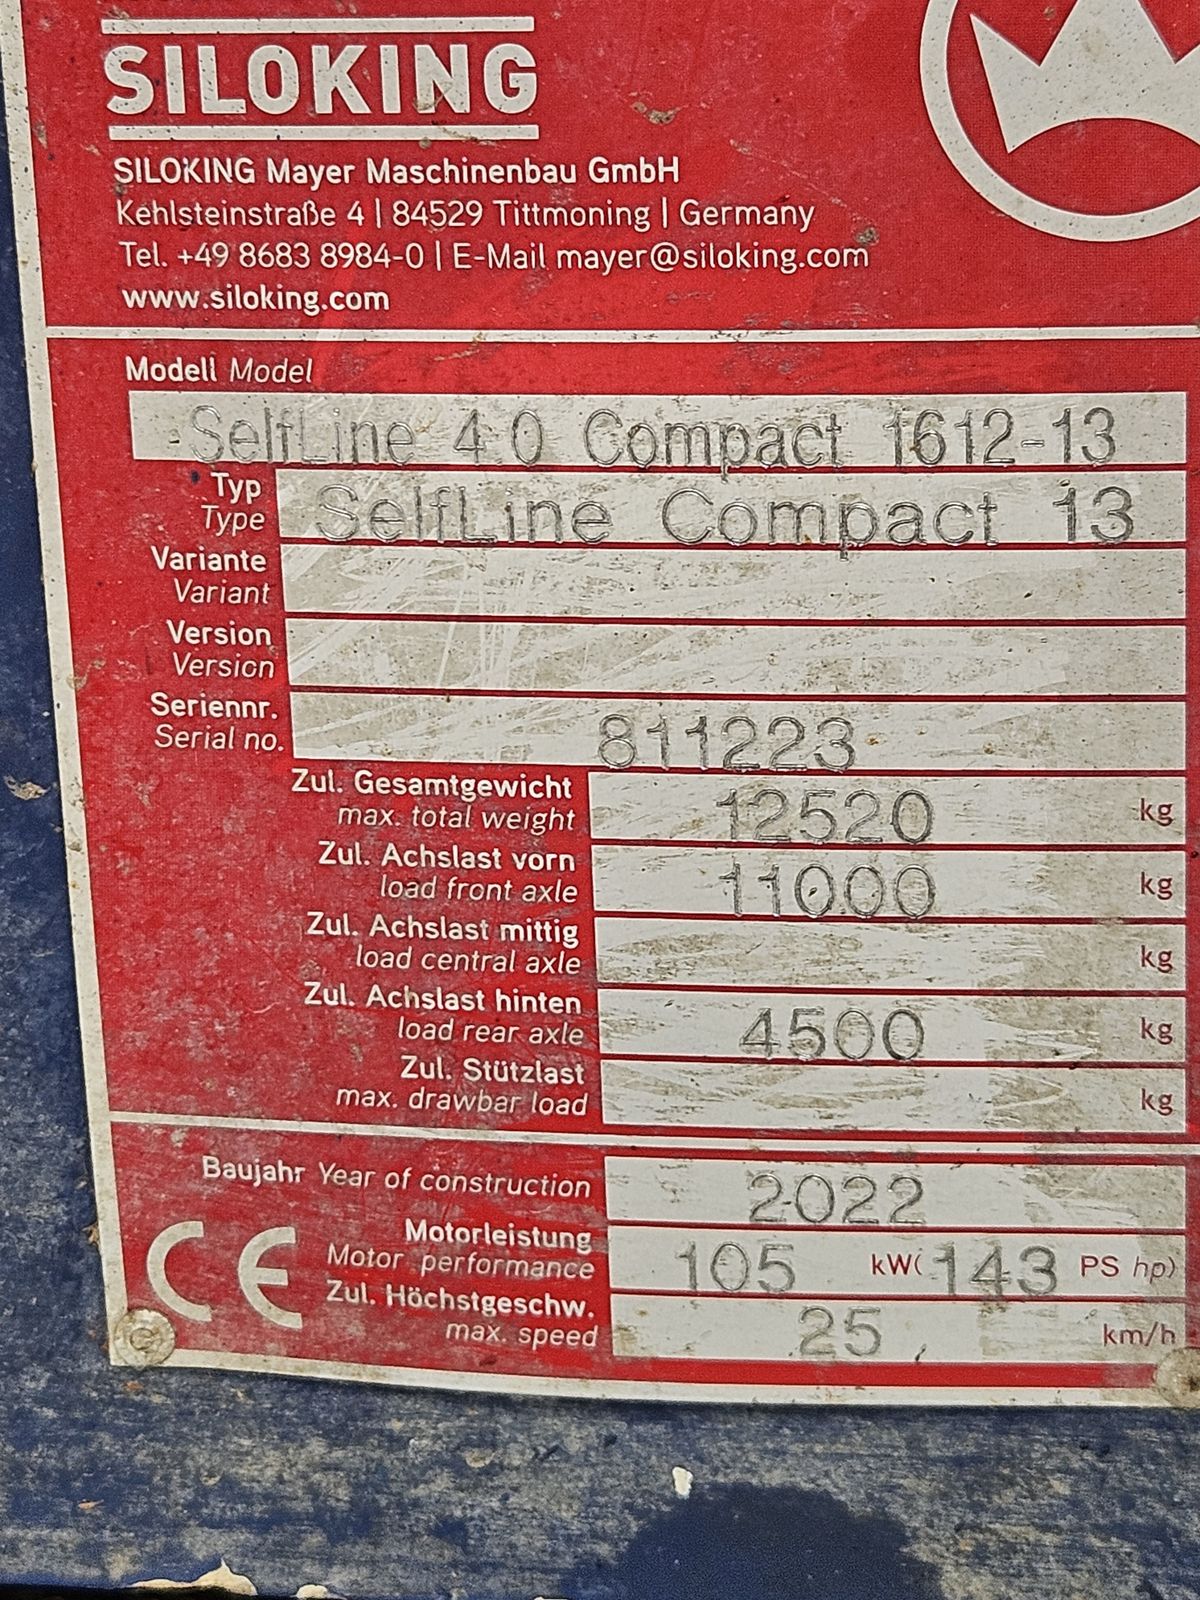 SILOKING
SILOKING Mayer Maschinenbau GmbH
Kehlsteinstraße 4 | 84529 Tittmoning | Germany
Tel. +49 8683 8984-0 | E-Mail mayer@siloking.com
www.siloking.com
Modell Model
SelfLine 4.0 Compact 1612-13
Typ
Type SelfLine Compact 13
Variante
Variant
Version
Version
Seriennr.
Serial no. 811223
Zul. Gesamtgewicht
max. total weight 12520 kg
Zul. Achslast vorn
load front axle 11000 kg
Zul. Achslast mittig
load central axle kg
Zul. Achslast hinten
load rear axle 4500 kg
Zul. Stützlast
max. drawbar load kg
Baujahr Year of construction 2022
Motorleistung
Motor performance 105 kW( 143 PS hp)
Zul. Höchstgeschw.
max. speed 25 km/h
CE